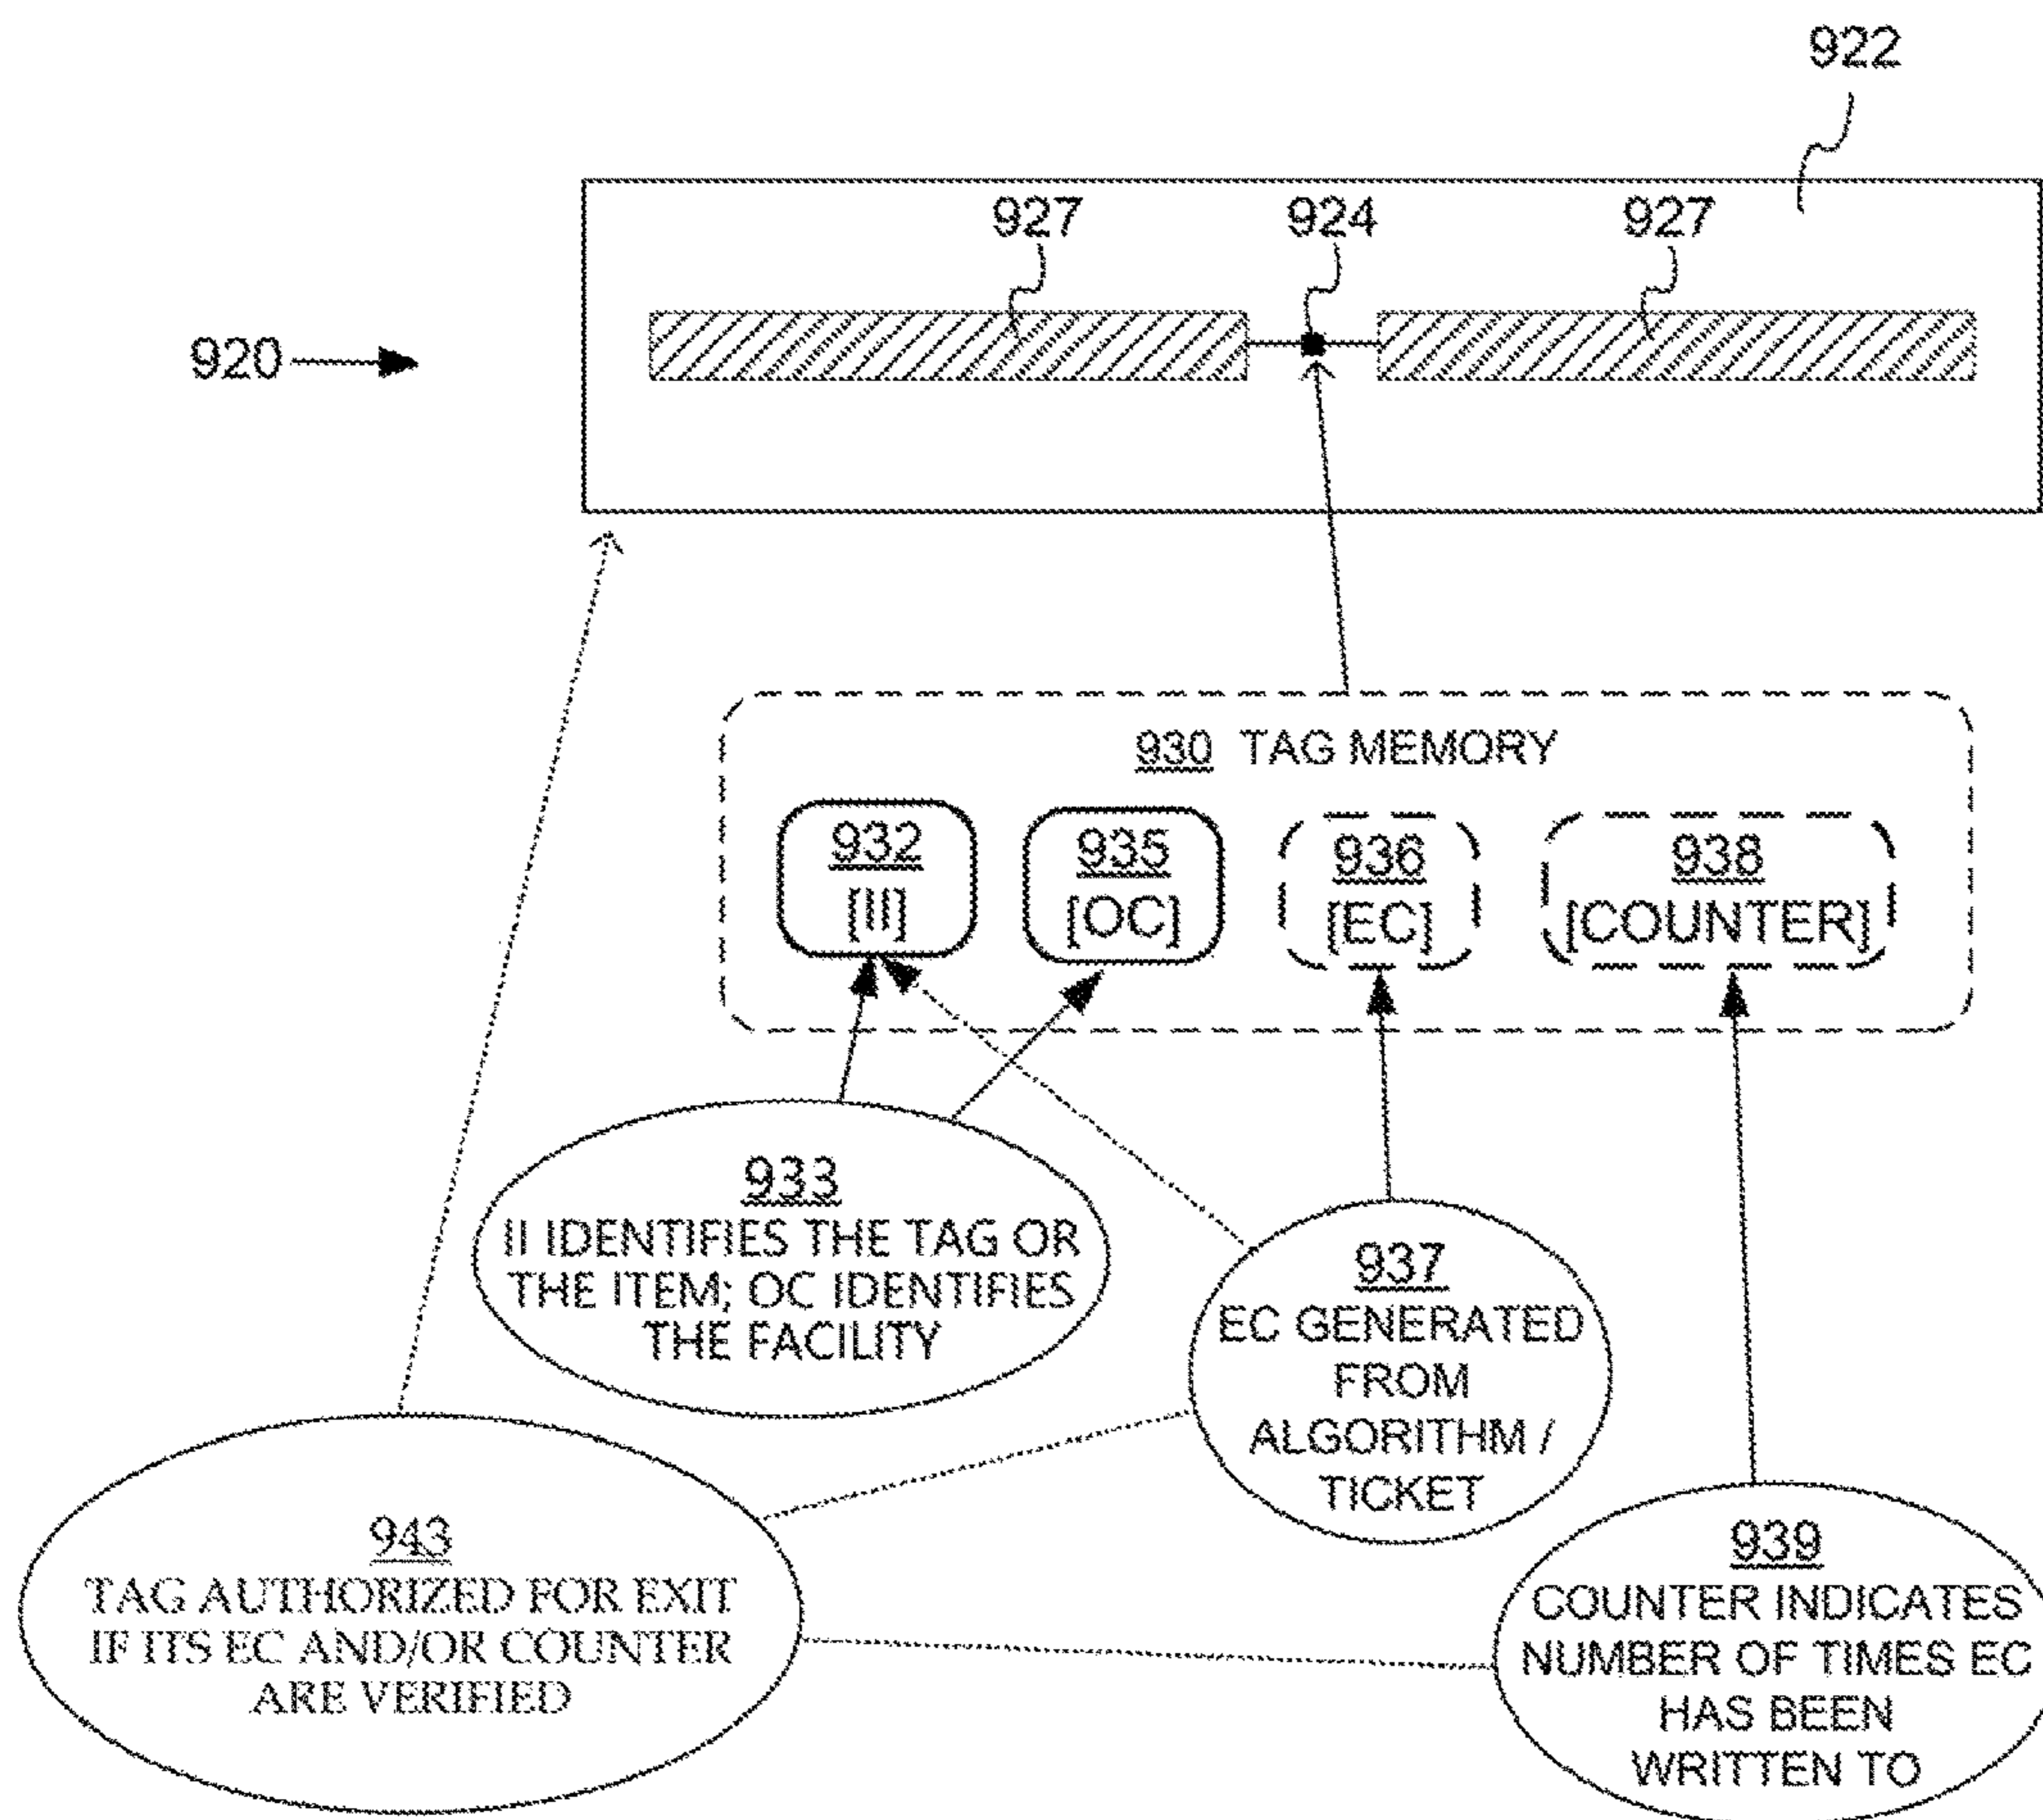 922
927 924 927
920
930 TAG MEMORY
932 935 936 938
[II] [OC] [EC] [COUNTER]
933
II IDENTIFIES THE TAG OR
THE ITEM; OC IDENTIFIES
THE FACILITY
937
EC GENERATED
FROM
ALGORITHM /
TICKET
943
TAG AUTHORIZED FOR EXIT
IF ITS EC AND/OR COUNTER
ARE VERIFIED
939
COUNTER INDICATES
NUMBER OF TIMES EC
HAS BEEN
WRITTEN TO